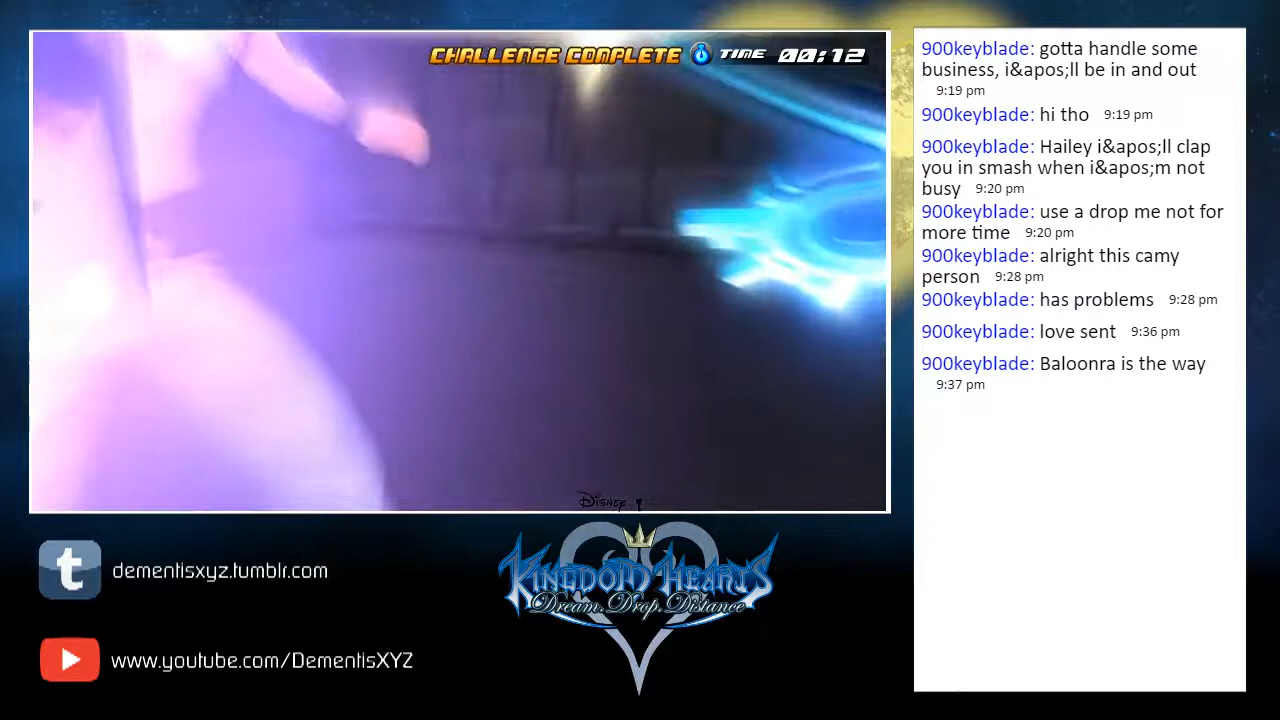 CHALLENGE COMPLETE TIME 00:12
Disney
KINGDOM HEARTS
Dream.Drop.Distance
dementisxyz.tumblr.com
www.youtube.com/DementisXYZ
900keyblade: gotta handle some
business, i&apos;ll be in and out
9:19 pm
900keyblade: hi tho 9:19 pm
900keyblade: Hailey i&apos;ll clap
you in smash when i&apos;m not
busy 9:20 pm
900keyblade: use a drop me not for
more time 9:20 pm
900keyblade: alright this camy
person 9:28 pm
900keyblade: has problems 9:28 pm
900keyblade: love sent 9:36 pm
900keyblade: Baloonra is the way
9:37 pm